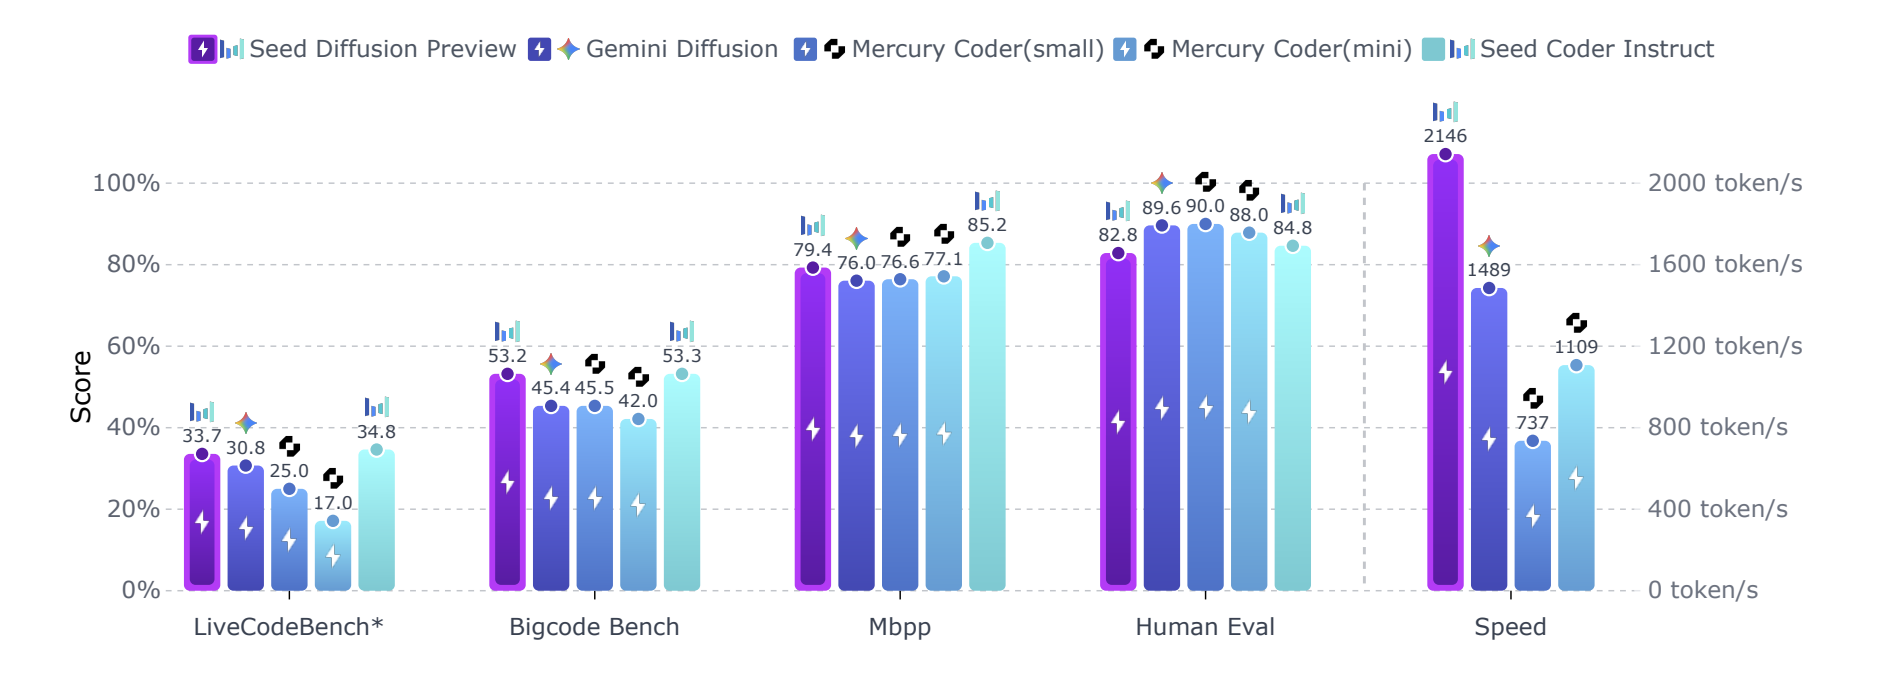 Seed Diffusion Preview Gemini Diffusion Mercury Coder(small) Mercury Coder(mini) Seed Coder Instruct
Score
100%
80%
60%
40%
20%
0%
33.7 30.8 25.0 17.0 34.8
53.2 45.4 45.5 42.0 53.3
79.4 76.0 76.6 77.1 85.2
82.8 89.6 90.0 88.0 84.8
2146 1489 737 1109
2000 token/s
1600 token/s
1200 token/s
800 token/s
400 token/s
0 token/s
LiveCodeBench* Bigcode Bench Mbpp Human Eval Speed